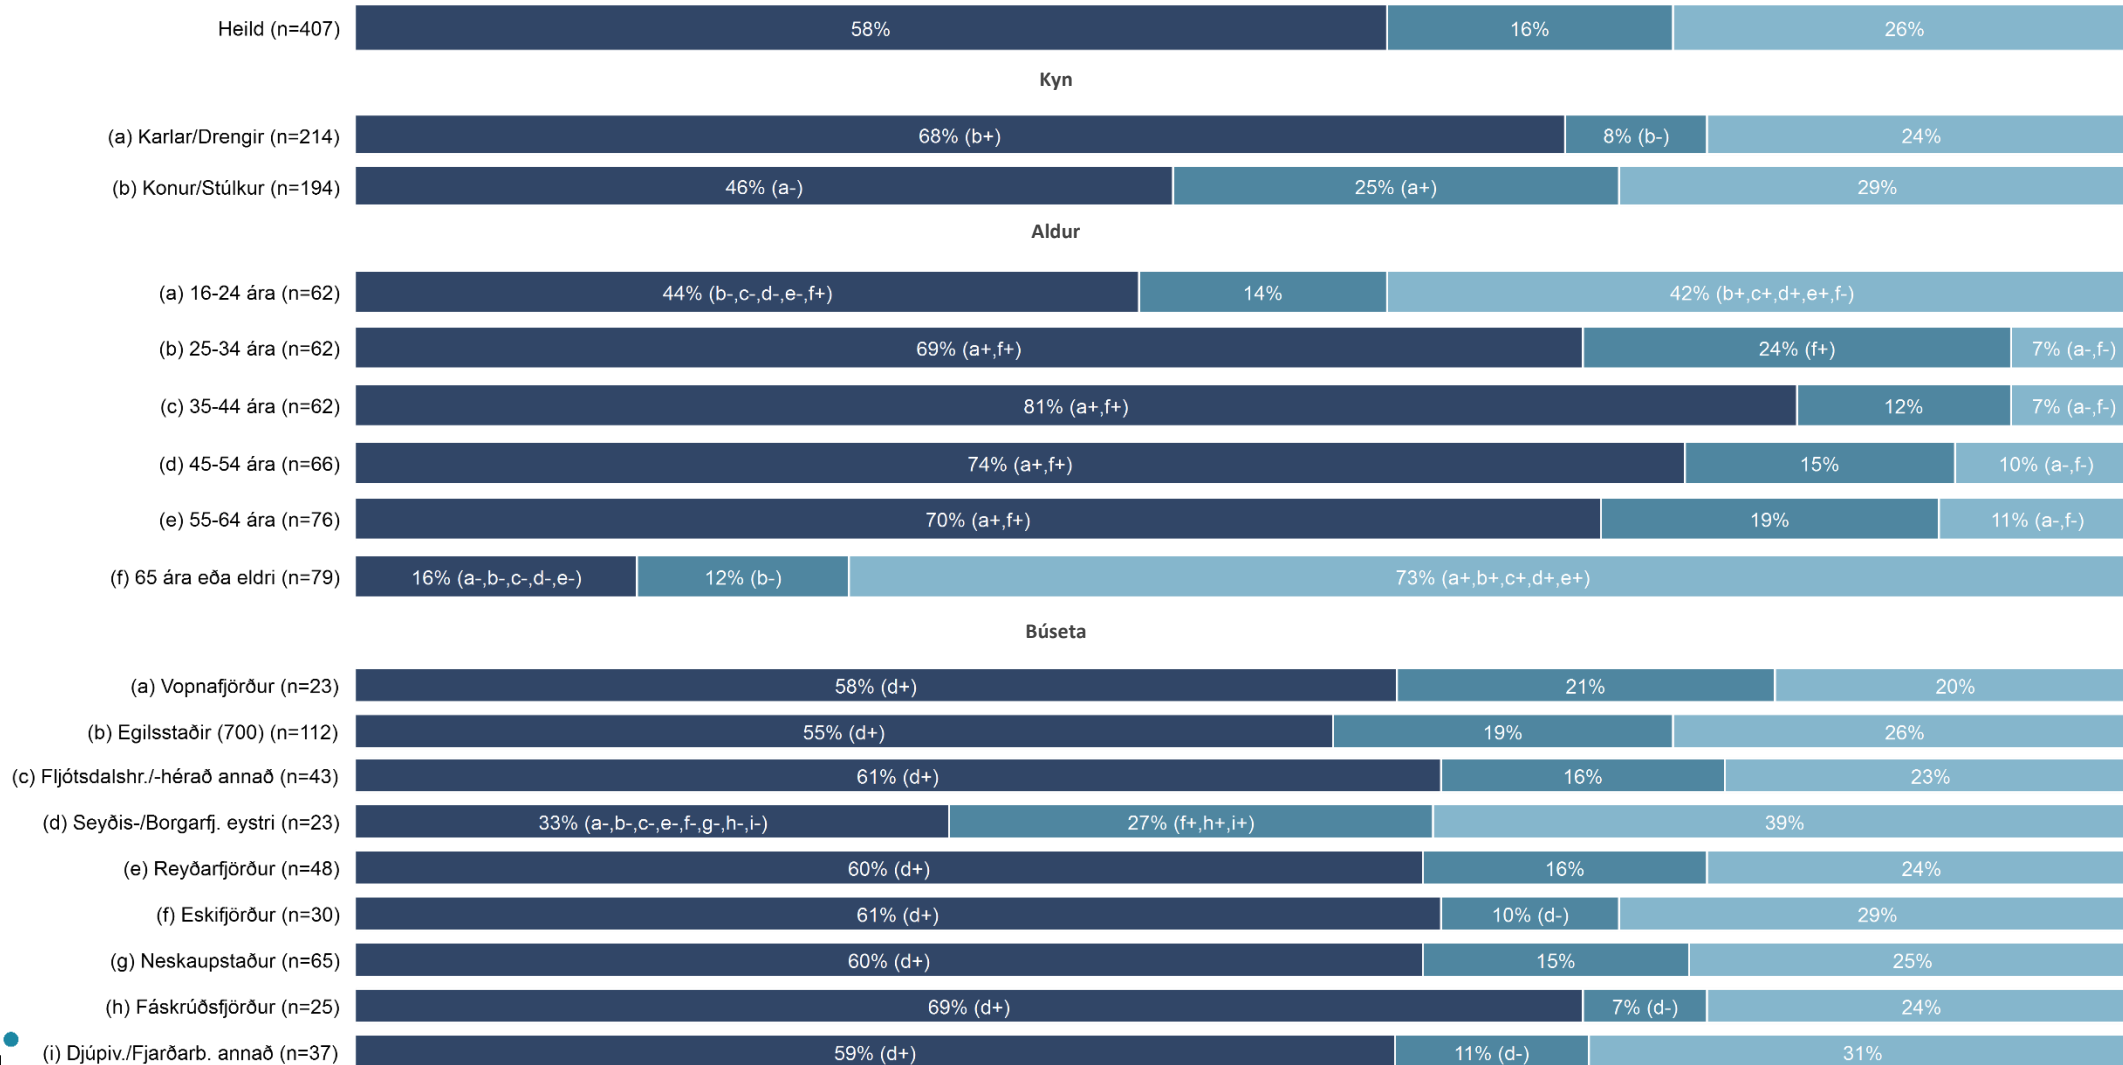 Heild (n=407) 58% 16% 26%
Kyn
(a) Karlar/Drengir (n=214) 68% (b+) 8% (b-) 24%
(b) Konur/Stúlkur (n=194) 46% (a-) 25% (a+) 29%
Aldur
(a) 16-24 ára (n=62) 44% (b-,c-,d-,e-,f+) 14% 42% (b+,c+,d+,e+,f-)
(b) 25-34 ára (n=62) 69% (a+,f+) 24% (f+) 7% (a-,f-)
(c) 35-44 ára (n=62) 81% (a+,f+) 12% 7% (a-,f-)
(d) 45-54 ára (n=66) 74% (a+,f+) 15% 10% (a-,f-)
(e) 55-64 ára (n=76) 70% (a+,f+) 19% 11% (a-,f-)
(f) 65 ára eða eldri (n=79) 16% (a-,b-,c-,d-,e-) 12% (b-) 73% (a+,b+,c+,d+,e+)
Búseta
(a) Vopnafjörður (n=23) 58% (d+) 21% 20%
(b) Egilsstaðir (700) (n=112) 55% (d+) 19% 26%
(c) Fljótsdalshr./-hérað annað (n=43) 61% (d+) 16% 23%
(d) Seyðis-/Borgarfj. eystri (n=23) 33% (a-,b-,c-,e-,f-,g-,h-,i-) 27% (f+,h+,i+) 39%
(e) Reyðarfjörður (n=48) 60% (d+) 16% 24%
(f) Eskifjörður (n=30) 61% (d+) 10% (d-) 29%
(g) Neskaupstaður (n=65) 60% (d+) 15% 25%
(h) Fáskrúðsfjörður (n=25) 69% (d+) 7% (d-) 24%
(i) Djúpiv./Fjarðarb. annað (n=37) 59% (d+) 11% (d-) 31%